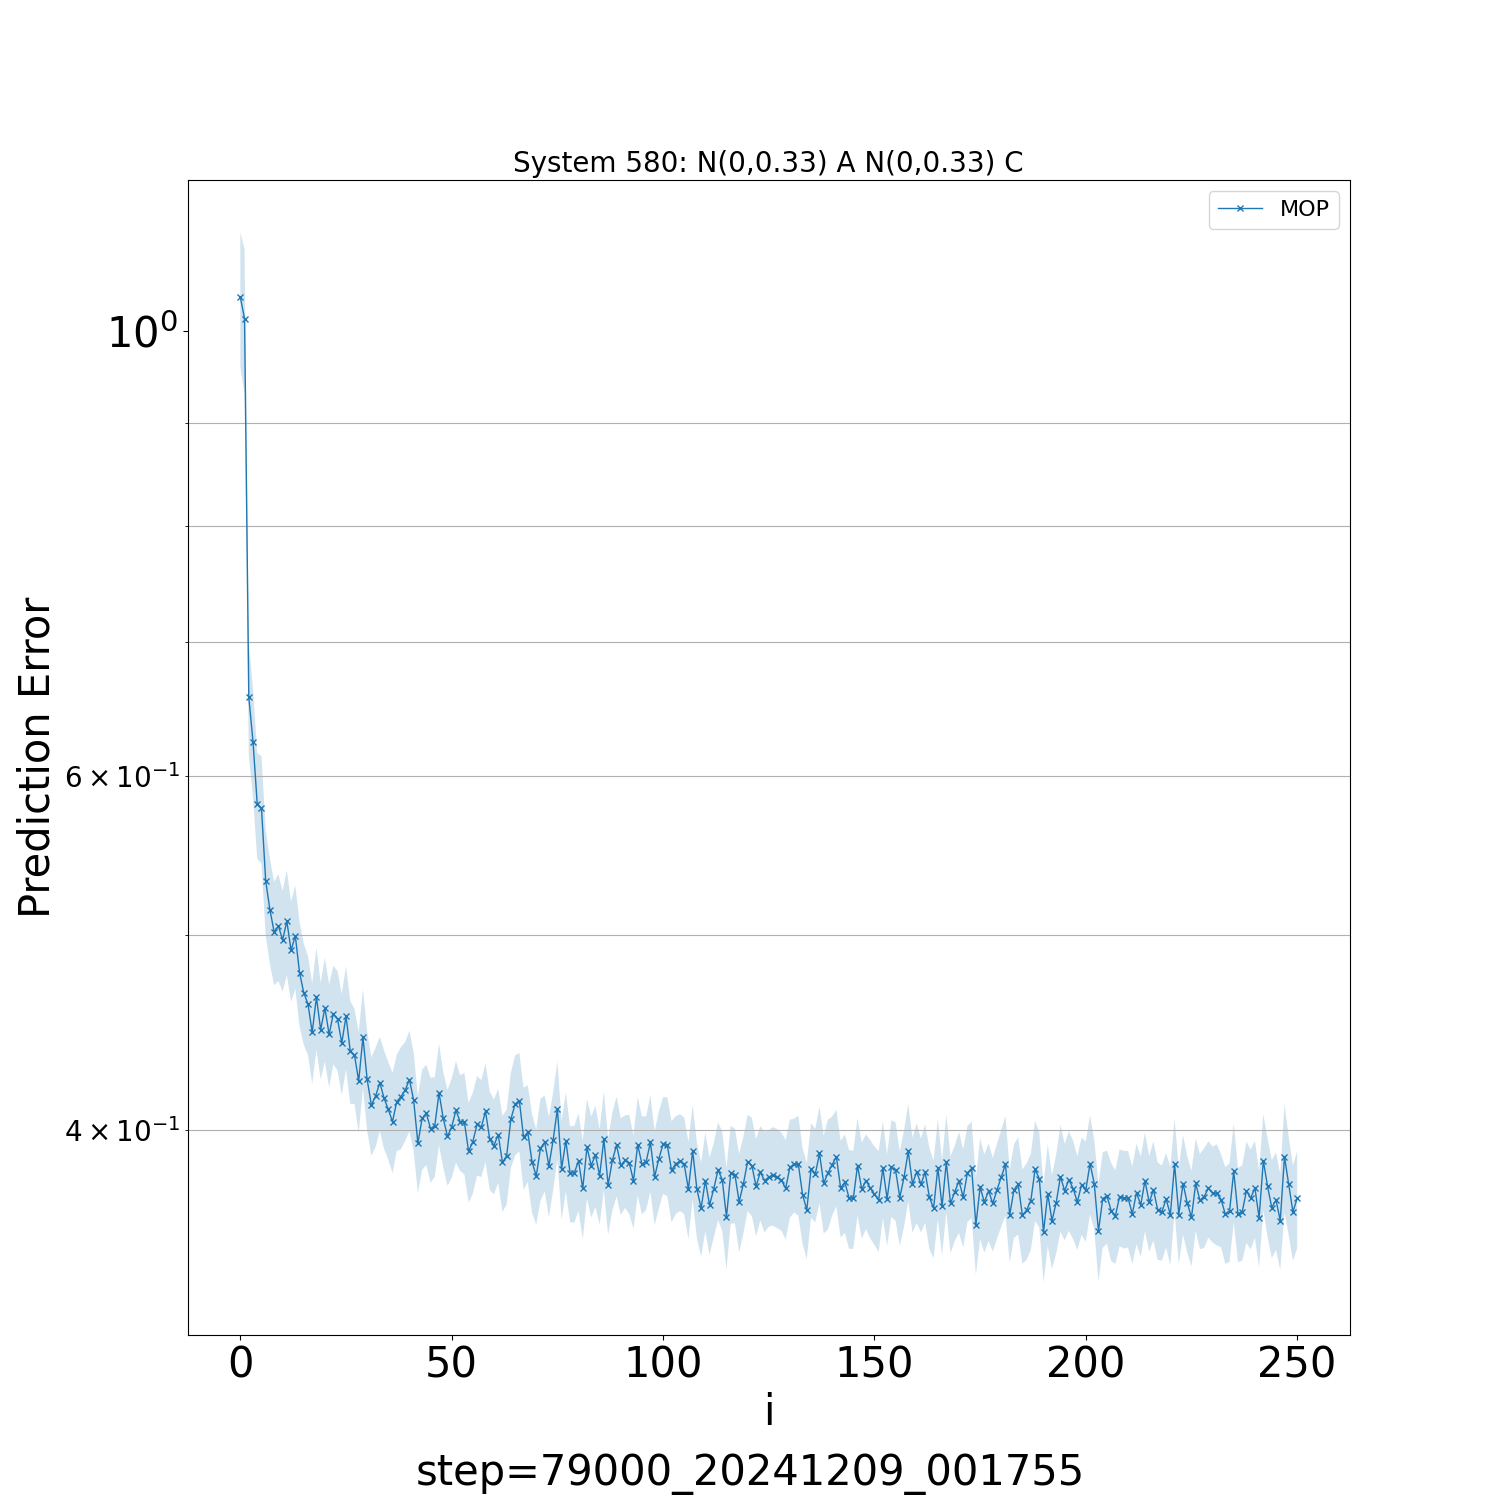 System 580: N(0,0.33) A N(0,0.33) C
MOP
10⁰
6 × 10⁻¹
4 × 10⁻¹
Prediction Error
0 50 100 150 200 250
i
step=79000_20241209_001755